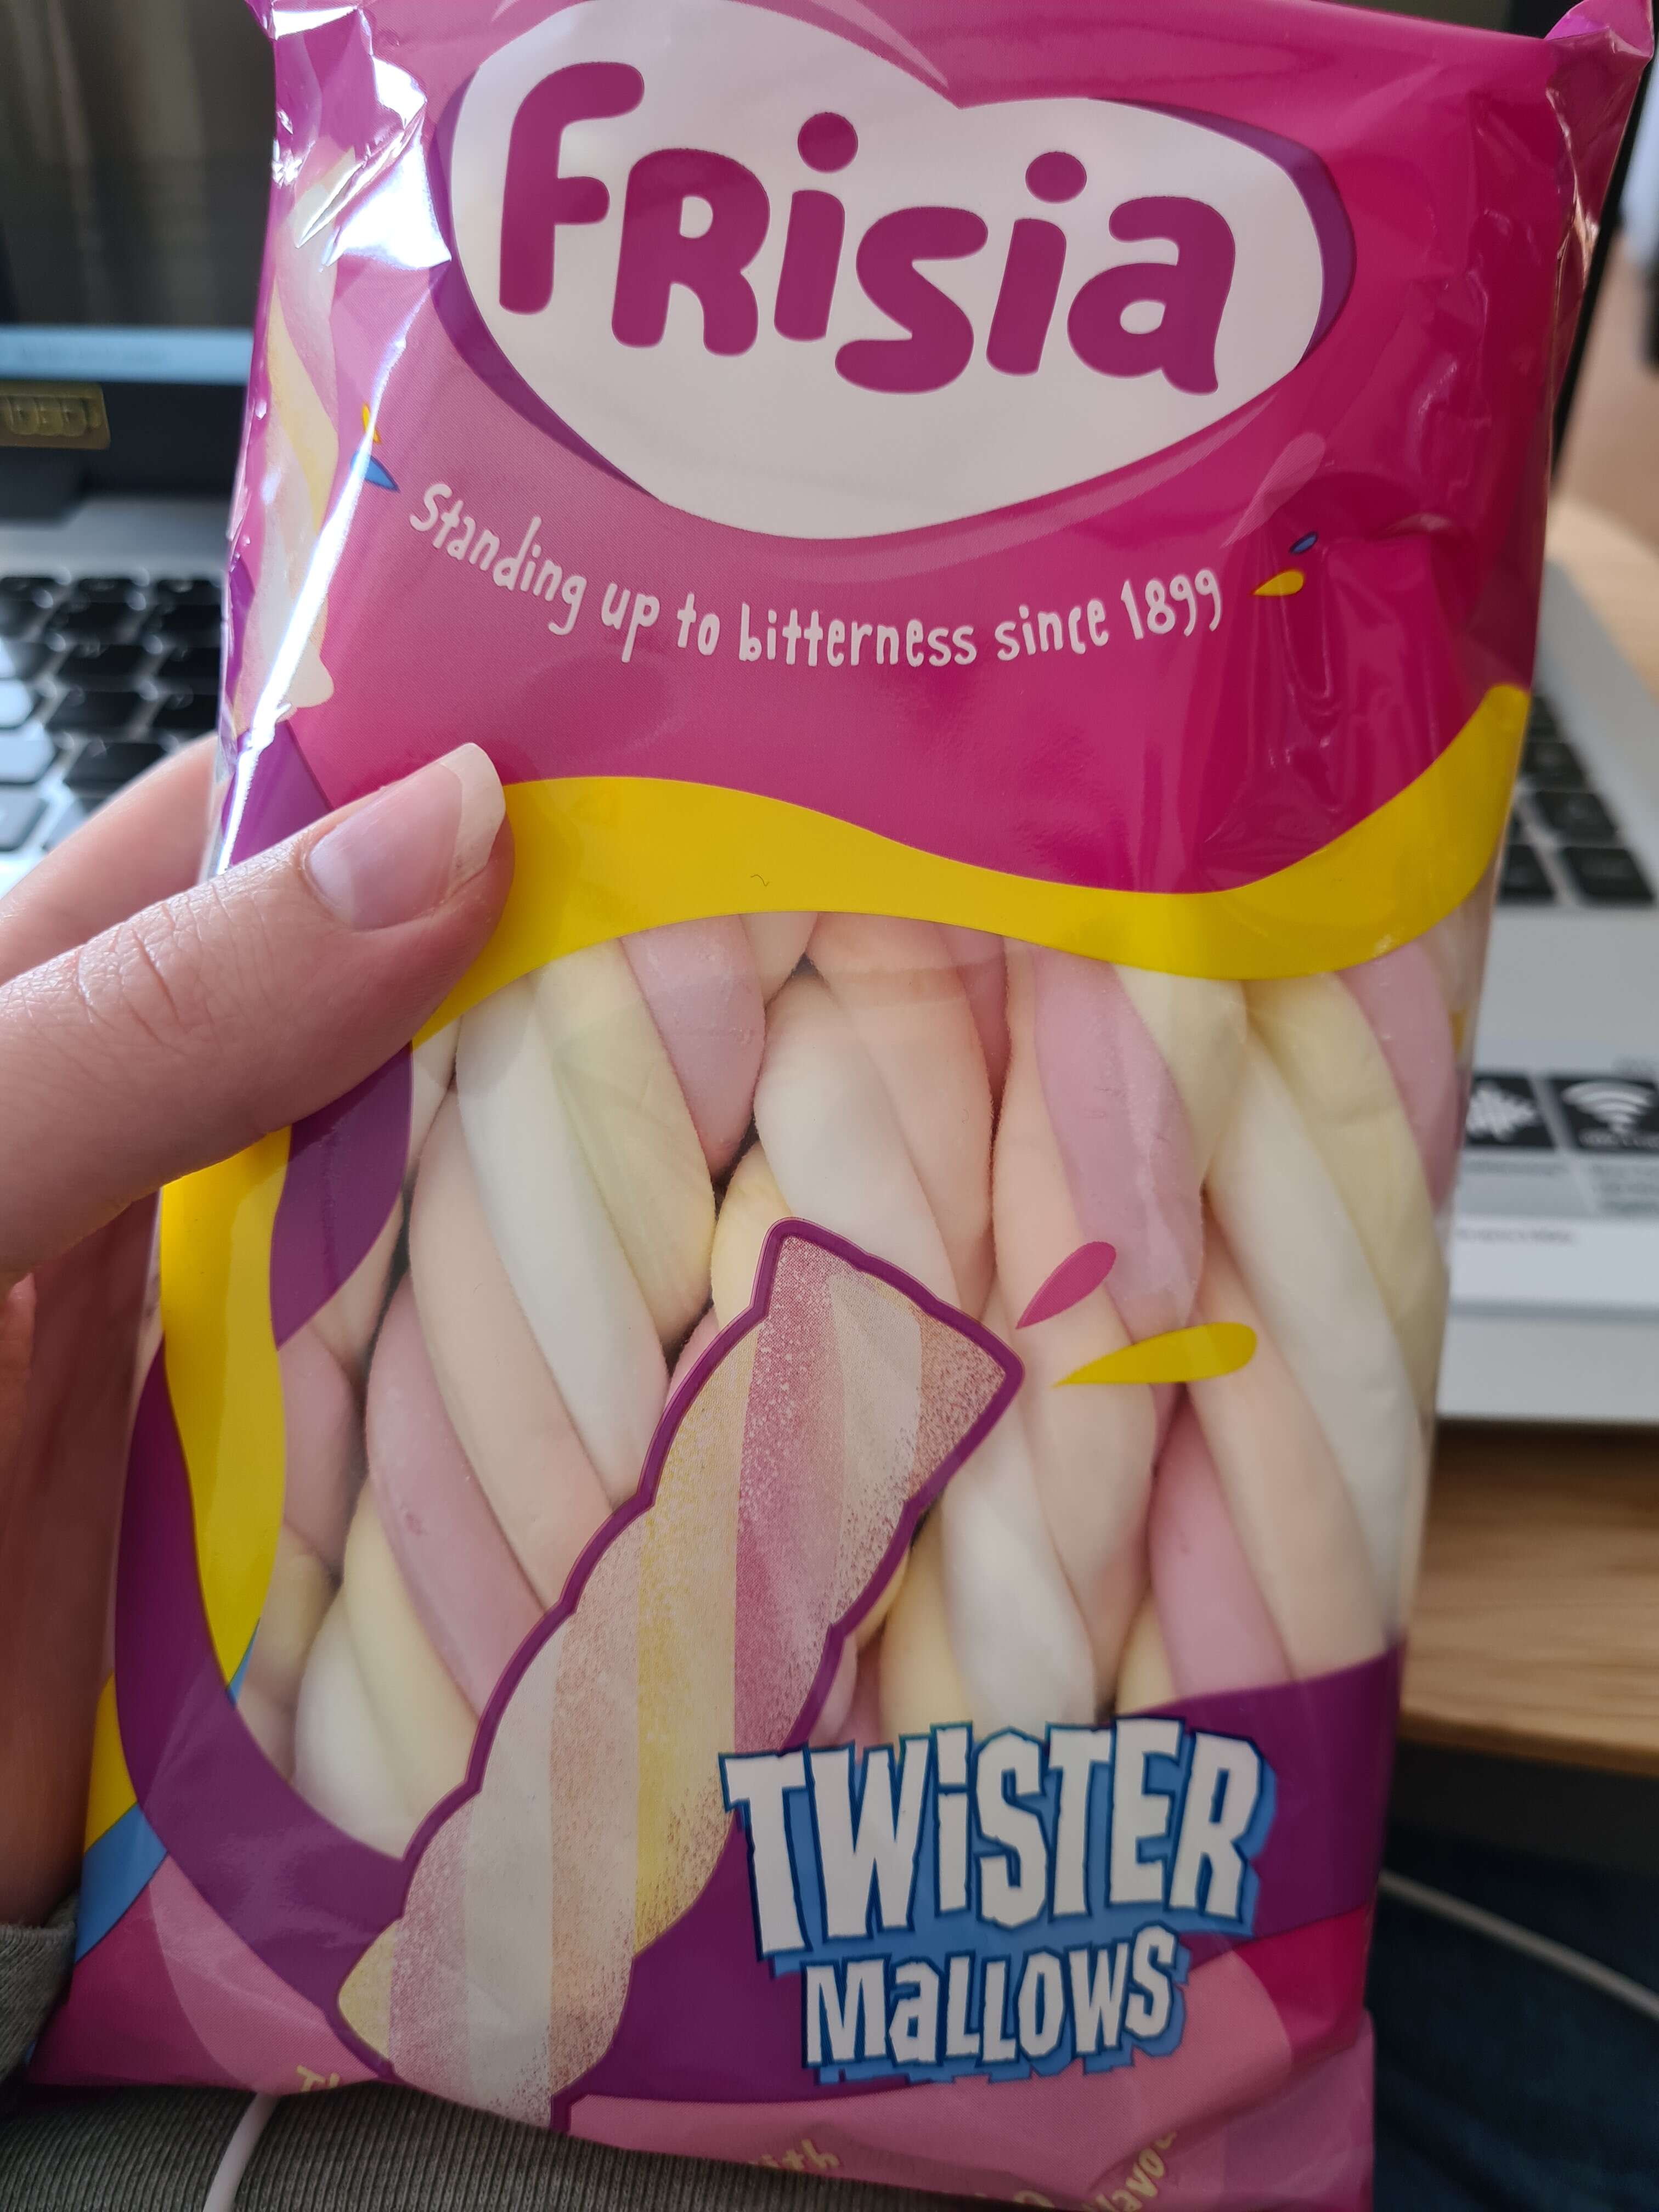 FRisia
Standing up to bitterness since 1899
TWiSTER
MaLLOWS